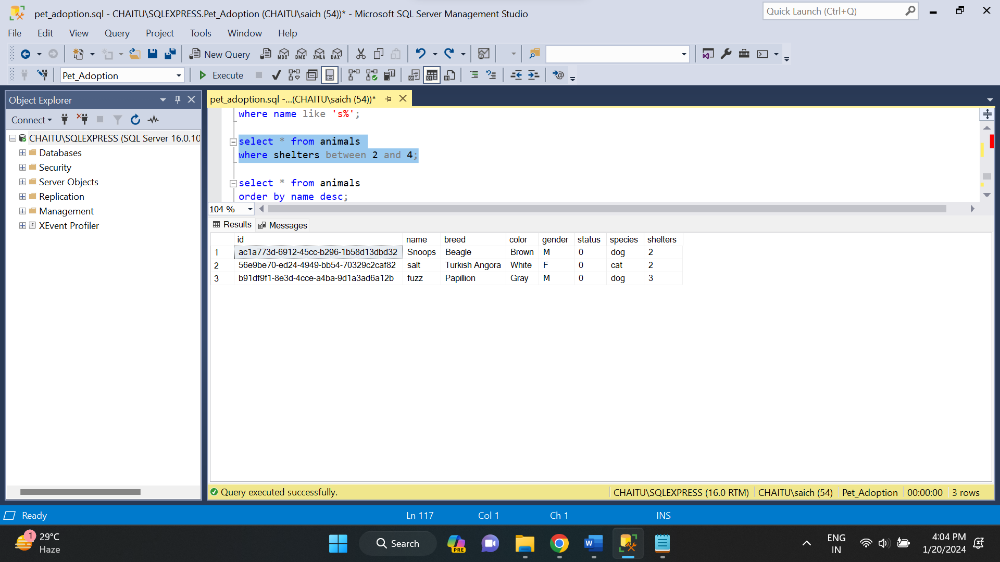 pet_adoption.sql - CHAITU\SQLEXPRESS.Pet_Adoption (CHAITU\saich (54))* - Microsoft SQL Server Management Studio
Quick Launch (Ctrl+Q)
File Edit View Query Project Tools Window Help
New Query MDX DMX XMLA DAX
Pet_Adoption Execute
Object Explorer
Connect
CHAITU\SQLEXPRESS (SQL Server 16.0.10
Databases
Security
Server Objects
Replication
Management
XEvent Profiler
pet_adoption.sql -...(CHAITU\saich (54))*
where name like 's%';
select * from animals
where shelters between 2 and 4;
select * from animals
order by name desc;
104 %
Results Messages
id name breed color gender status species shelters
1 ac1a773d-6912-45cc-b296-1b58d13dbd32 Snoops Beagle Brown M 0 dog 2
2 56e9be70-ed24-4949-bb54-70329c2caf82 salt Turkish Angora White F 0 cat 2
3 b91df9f1-8e3d-4cce-a4ba-9d1a3ad6a12b fuzz Papillion Gray M 0 dog 3
Query executed successfully. CHAITU\SQLEXPRESS (16.0 RTM) CHAITU\saich (54) Pet_Adoption 00:00:00 3 rows
Ready Ln 117 Col 1 Ch 1 INS
1 29°C
Haze
Search
PRE
W
ENG
IN
4:04 PM
1/20/2024